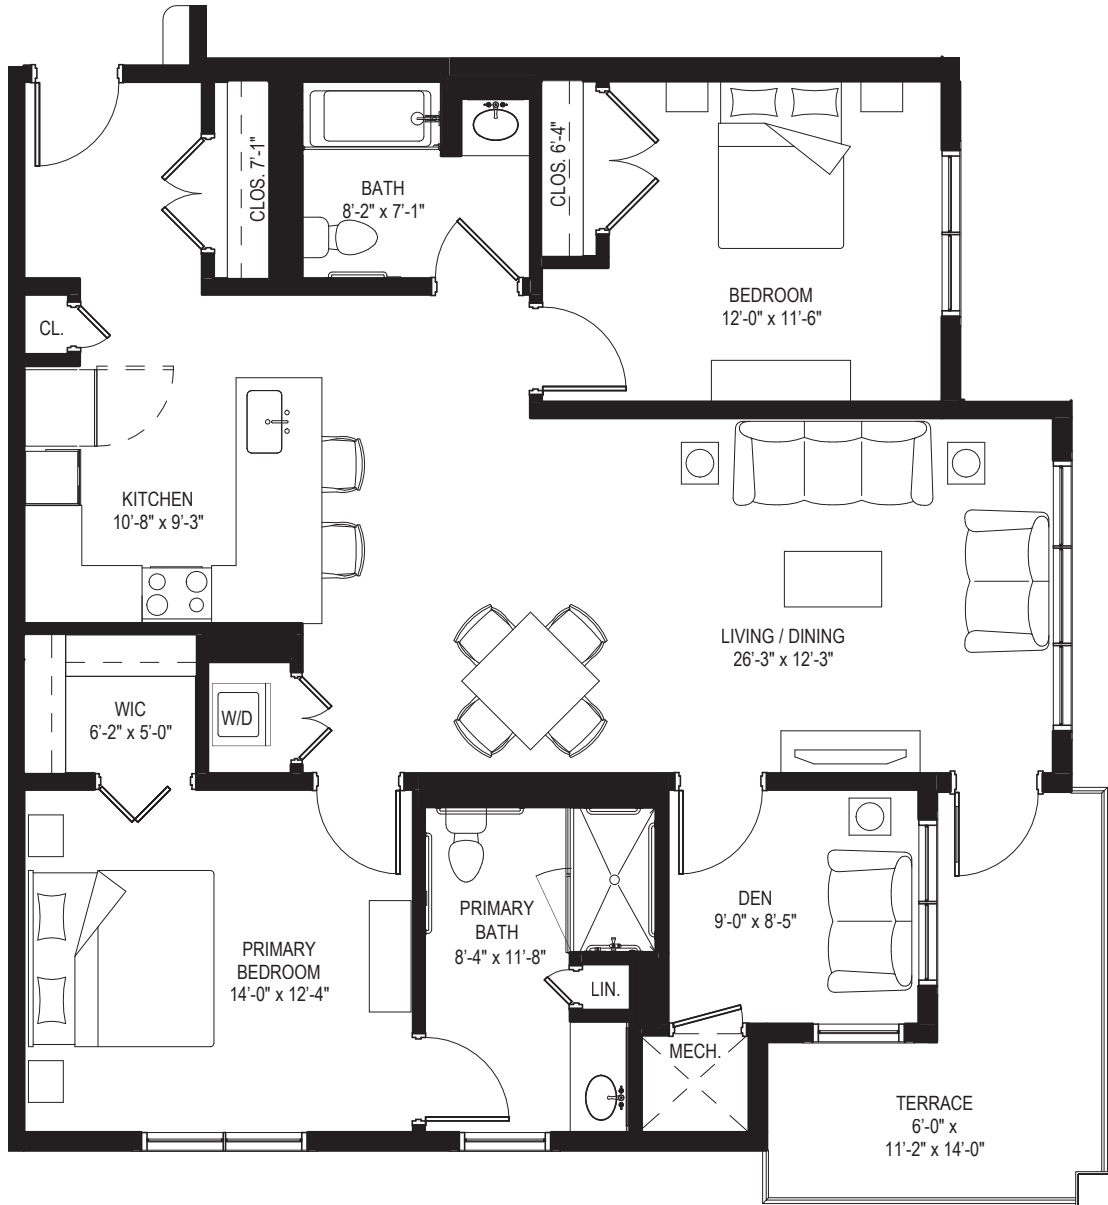 CLOS. 7'-1"
BATH
8'-2" x 7'-1"
CLOS. 6'-4"
BEDROOM
12'-0" x 11'-6"
CL.
KITCHEN
10'-8" x 9'-3"
LIVING / DINING
26'-3" x 12'-3"
WIC
6'-2" x 5'-0"
W/D
PRIMARY
BEDROOM
14'-0" x 12'-4"
PRIMARY
BATH
8'-4" x 11'-8"
LIN.
DEN
9'-0" x 8'-5"
MECH.
TERRACE
6'-0" x
11'-2" x 14'-0"